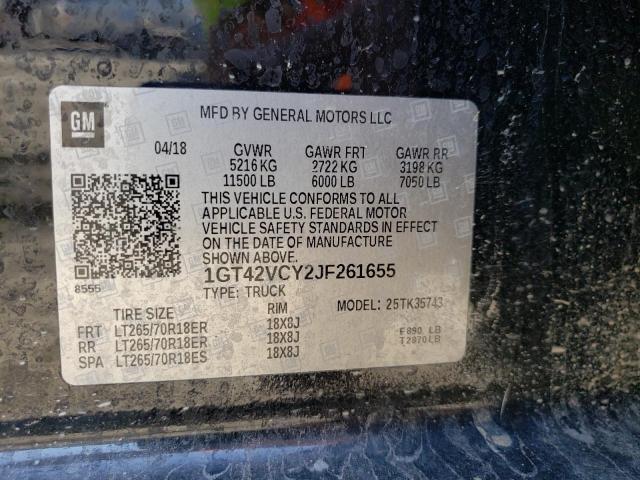 GM
MFD BY GENERAL MOTORS LLC
04/18 GVWR GAWR FRT GAWR RR
5216 KG 2722 KG 3198 KG
11500 LB 6000 LB 7050 LB
THIS VEHICLE CONFORMS TO ALL
APPLICABLE U.S. FEDERAL MOTOR
VEHICLE SAFETY STANDARDS IN EFFECT
ON THE DATE OF MANUFACTURE
SHOWN ABOVE.
8555
1GT42VCY2JF261655
TYPE: TRUCK
MODEL: 25TK35743
TIRE SIZE RIM
FRT LT265/70R18ER 18X8J
RR LT265/70R18ER 18X8J
SPA LT265/70R18ES 18X8J
F890 LB
T2870LB